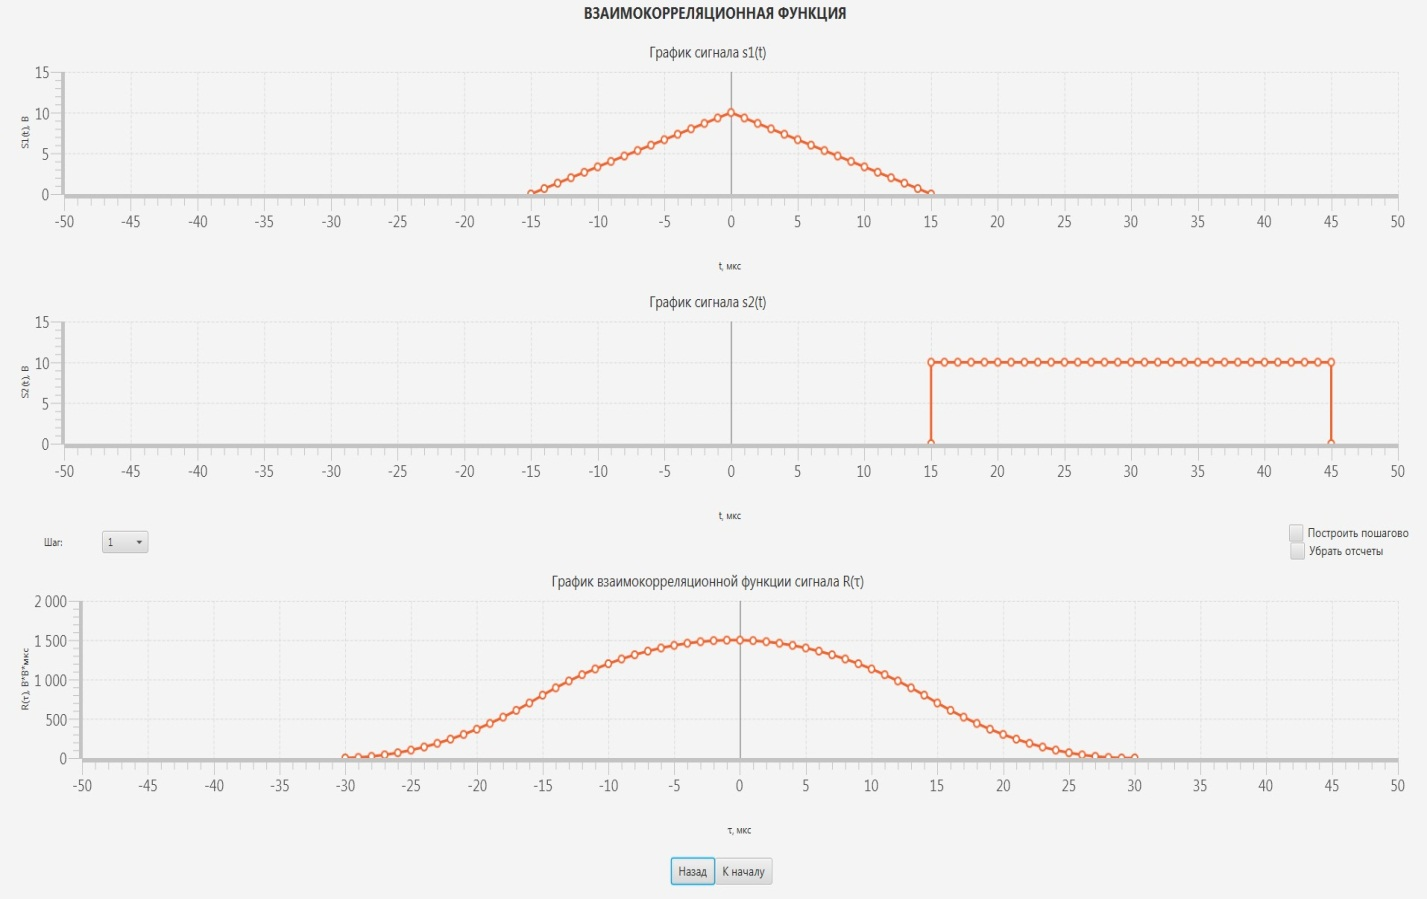 ВЗАИМОКОРРЕЛЯЦИОННАЯ ФУНКЦИЯ
График сигнала s1(t)
S1(t), В
15
10
5
0
-50 -45 -40 -35 -30 -25 -20 -15 -10 -5 0 5 10 15 20 25 30 35 40 45 50
t, мкс
График сигнала s2(t)
S2(t), В
15
10
5
0
-50 -45 -40 -35 -30 -25 -20 -15 -10 -5 0 5 10 15 20 25 30 35 40 45 50
t, мкс
Шаг: 1
Построить пошагово
Убрать отсчеты
График взаимокорреляционной функции сигнала R(τ)
R(τ), В*В*мкс
2 000
1 500
1 000
500
0
-50 -45 -40 -35 -30 -25 -20 -15 -10 -5 0 5 10 15 20 25 30 35 40 45 50
τ, мкс
Назад К началу